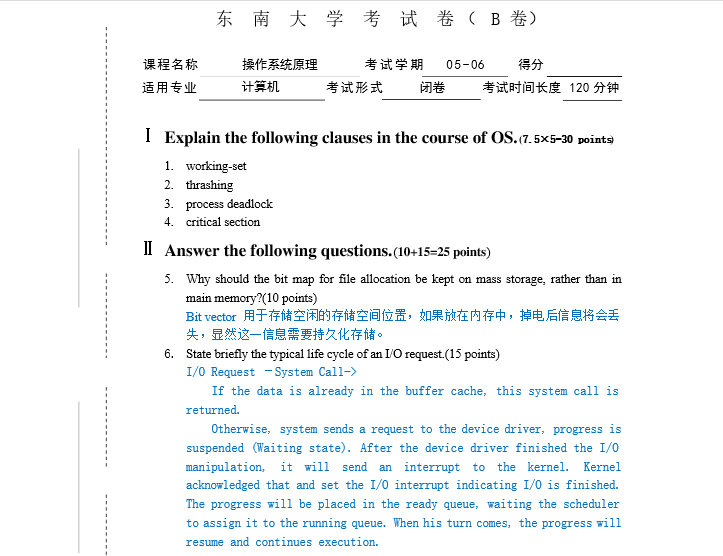 东 南 大 学 考 试 卷（ B 卷）
课程名称 操作系统原理 考试学期 05-06 得分
适用专业 计算机 考试形式 闭卷 考试时间长度 120 分钟
Ⅰ Explain the following clauses in the course of OS.(7.5×5-30 points)
1. working-set
2. thrashing
3. process deadlock
4. critical section
Ⅱ Answer the following questions.(10+15=25 points)
5. Why should the bit map for file allocation be kept on mass storage, rather than in
main memory?(10 points)
Bit vector 用于存储空闲的存储空间位置，如果放在内存中，掉电后信息将会丢
失，显然这一信息需要持久化存储。
6. State briefly the typical life cycle of an I/O request.(15 points)
I/O Request －System Call->
If the data is already in the buffer cache, this system call is
returned.
Otherwise, system sends a request to the device driver, progress is
suspended (Waiting state). After the device driver finished the I/O
manipulation, it will send an interrupt to the kernel. Kernel
acknowledged that and set the I/O interrupt indicating I/O is finished.
The progress will be placed in the ready queue, waiting the scheduler
to assign it to the running queue. When his turn comes, the progress will
resume and continues execution.